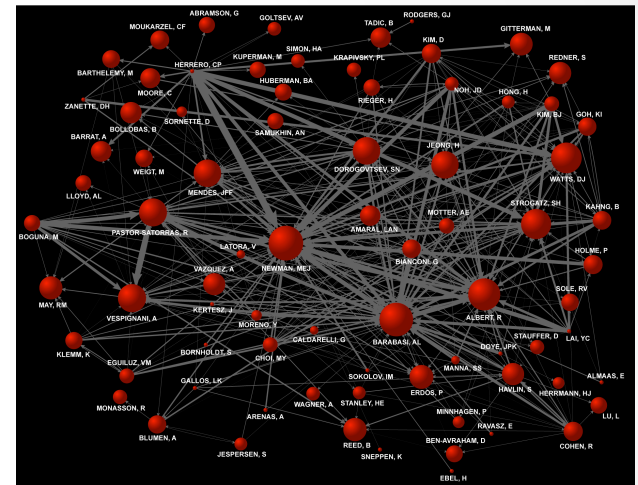 ABRAMSON, G
GOLTSEV, AV
TADIC, B
RODGERS, GJ
MOUKARZEL, CF
KUPERMAN, M
SIMON, HA
KRAPIVSKY, PL
KIM, D
GITTERMAN, M
HERRERO, CP
REDNER, S
BARTHELEMY, M
HUBERMAN, BA
NOH, JD
HONG, H
MOORE, C
RIEGER, H
ZANETTE, DH
SORNETTE, D
KIM, BJ
GOH, KI
BOLLOBAS, B
SAMUKHIN, AN
BARRAT, A
WEIGT, M
DOROGOVTSEV, SN
JEONG, H
WATTS, DJ
LLOYD, AL
MENDES, JFF
STROGATZ, SH
KAHNG, B
PASTOR-SATORRAS, R
AMARAL, LAN
MOTTER, AE
BOGUNA, M
LATORA, V
NEWMAN, MEJ
BIANCONI, G
HOLME, P
VAZQUEZ, A
SOLE, RV
MAY, RM
VESPIGNANI, A
KERTESZ, J
ALBERT, R
MORENO, Y
BARABASI, AL
LAI, YC
STAUFFER, D
KLEMM, K
BORNHOLDT, S
CHOI, MY
CALDARELLI, G
DOYE, JPK
EGUILUZ, VM
SOKOLOV, IM
MANNA, SS
ALMAAS, E
GALLOS, LK
WAGNER, A
STANLEY, HE
ERDOS, P
HAVLIN, S
HERRMANN, HJ
MONASSON, R
ARENAS, A
MINNHAGEN, P
LU, L
BLUMEN, A
REED, B
RAVASZ, E
JESPERSEN, S
SNEPPEN, K
BEN-AVRAHAM, D
COHEN, R
EBEL, H